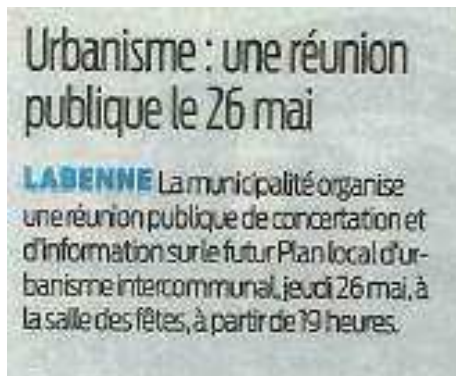 Urbanisme : une réunion
publique le 26 mai
LABENNE La municipalité organise
une réunion publique de concertation et
d'information sur le futur Plan local d'ur-
banisme intercommunal, jeudi 26 mai, à
la salle des fêtes, à partir de 19 heures.